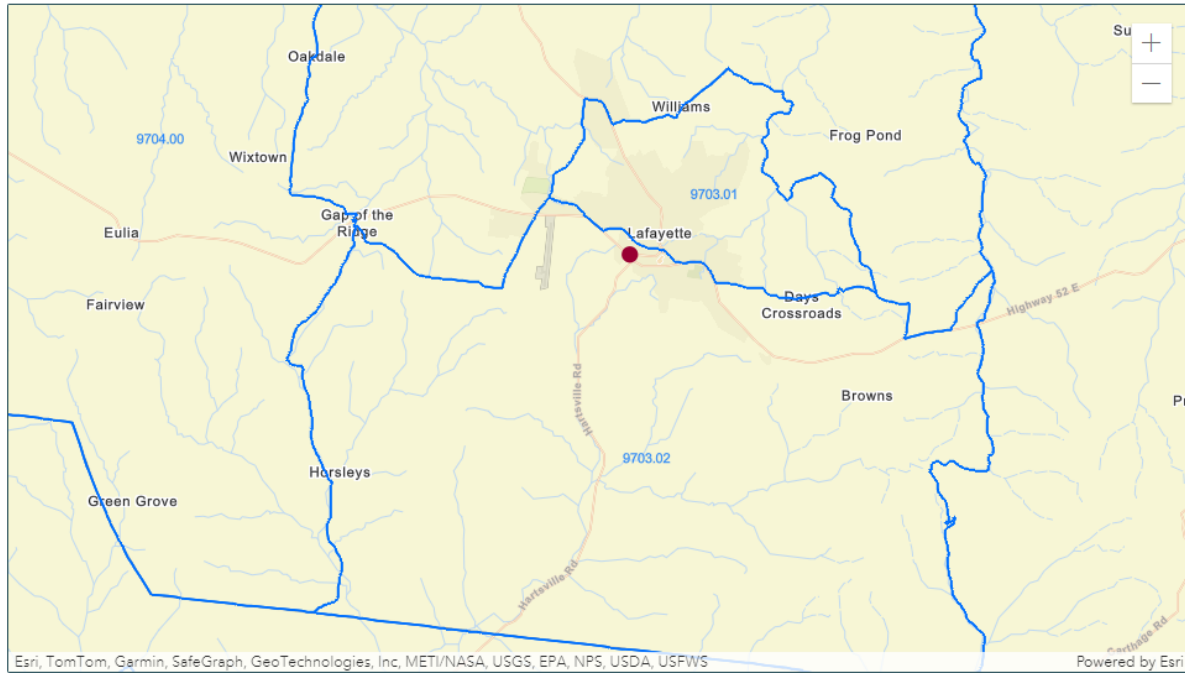 Oakdale
Su
+
−
Williams
9704.00
Frog Pond
Wixtown
9703.01
Gap of the
Ridge
Eulia
Lafayette
Fairview
Days
Crossroads
Highway 52 E
Hartsville Rd
Browns
Pr
9703.02
Horsleys
Green Grove
Hartsville Rd
Carthage Rd
Esri, TomTom, Garmin, SafeGraph, GeoTechnologies, Inc, METI/NASA, USGS, EPA, NPS, USDA, USFWS
Powered by Esri